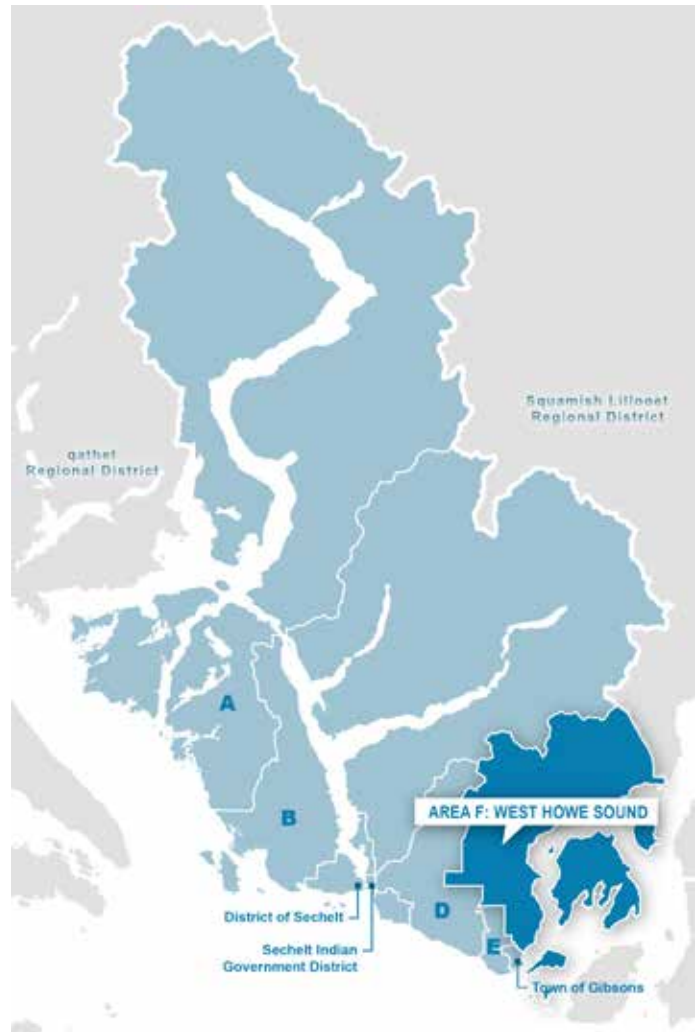 Squamish Lillooet
Regional District
qathet
Regional District
A
AREA F: WEST HOWE SOUND
B
D
District of Sechelt
E
Sechelt Indian
Government District
Town of Gibsons
F